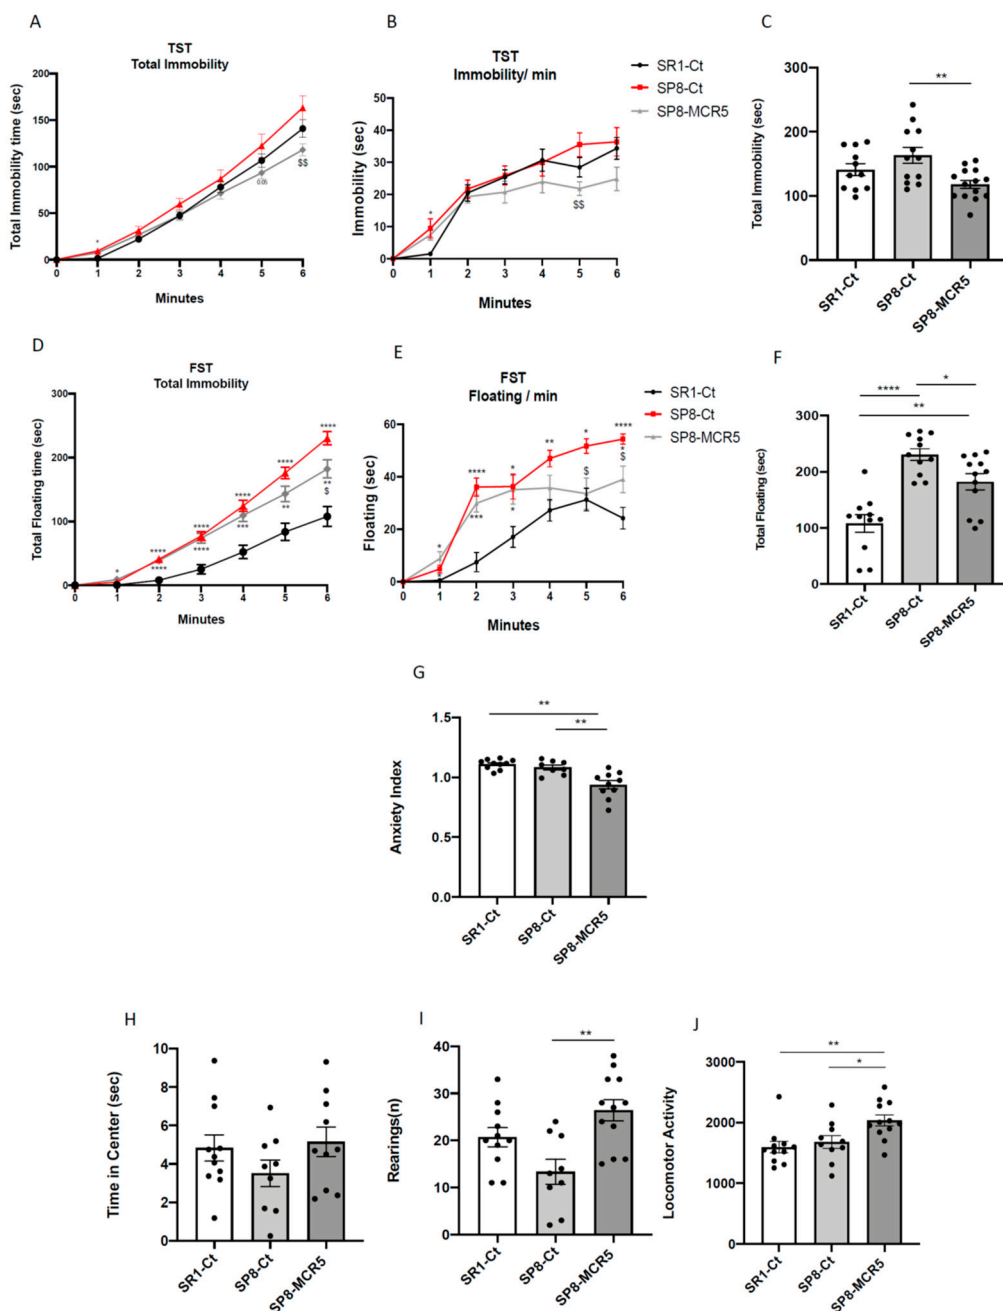 A
TST
Total Immobility
Total Immobility time (sec)
200
150
100
50
0
*
0.06
$$
0 1 2 3 4 5 6
Minutes
B
TST
Immobility/ min
Immobility (sec)
50
40
30
20
10
0
*
$$
0 1 2 3 4 5 6
Minutes
SR1-Ct
SP8-Ct
SP8-MCR5
C
Total Immobility (sec)
300
200
100
0
**
SR1-Ct
SP8-Ct
SP8-MCR5
D
FST
Total Immobility
Total Floating time (sec)
300
200
100
0
*
****
****
****
****
****
***
****
**
****
**
$
0 1 2 3 4 5 6
Minutes
E
FST
Floating / min
Floating (sec)
60
40
20
0
*
****
***
*
*
**
*
$
****
*
$
0 1 2 3 4 5 6
Minutes
SR1-Ct
SP8-Ct
SP8-MCR5
F
Total Floating (sec)
300
200
100
0
**** *
**
SR1-Ct
SP8-Ct
SP8-MCR5
G
Anxiety Index
1.5
1.0
0.5
0.0
**
**
SR1-Ct
SP8-Ct
SP8-MCR5
H
Time in Center (sec)
10
8
6
4
2
0
SR1-Ct
SP8-Ct
SP8-MCR5
I
Rearings(n)
40
30
20
10
0
**
SR1-Ct
SP8-Ct
SP8-MCR5
J
Locomotor Activity
3000
2000
1000
0
**
*
SR1-Ct
SP8-Ct
SP8-MCR5